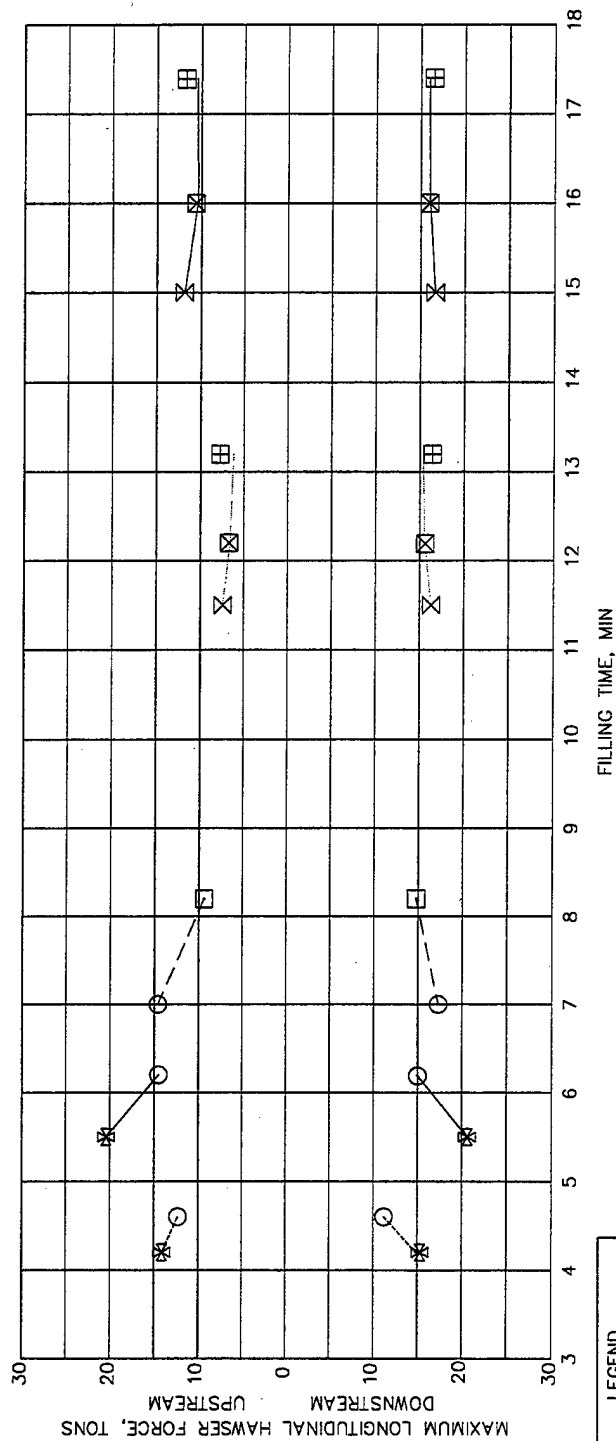 MAXIMUM LONGITUDINAL HAWSER FORCE, TONS
DOWNSTREAM UPSTREAM
30
20
10
0
10
20
30
3 4 5 6 7 8 9 10 11 12 13 14 15 16 17 18
FILLING TIME, MIN
LEGEND